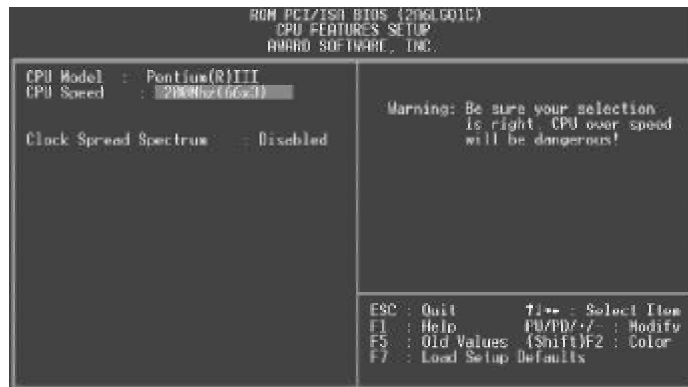 ROM PCI/ISA BIOS (2A6LGQ1C)
CPU FEATURES SETUP
AWARD SOFTWARE, INC.
CPU Model : Pentium(R)III
CPU Speed : 200Mhz(66x3)
Clock Spread Spectrum : Disabled
Warning: Be sure your selection
is right. CPU over speed
will be dangerous!
ESC : Quit ↑↓→← : Select Item
F1 : Help PU/PD/+/- : Modify
F5 : Old Values (Shift)F2 : Color
F7 : Load Setup Defaults